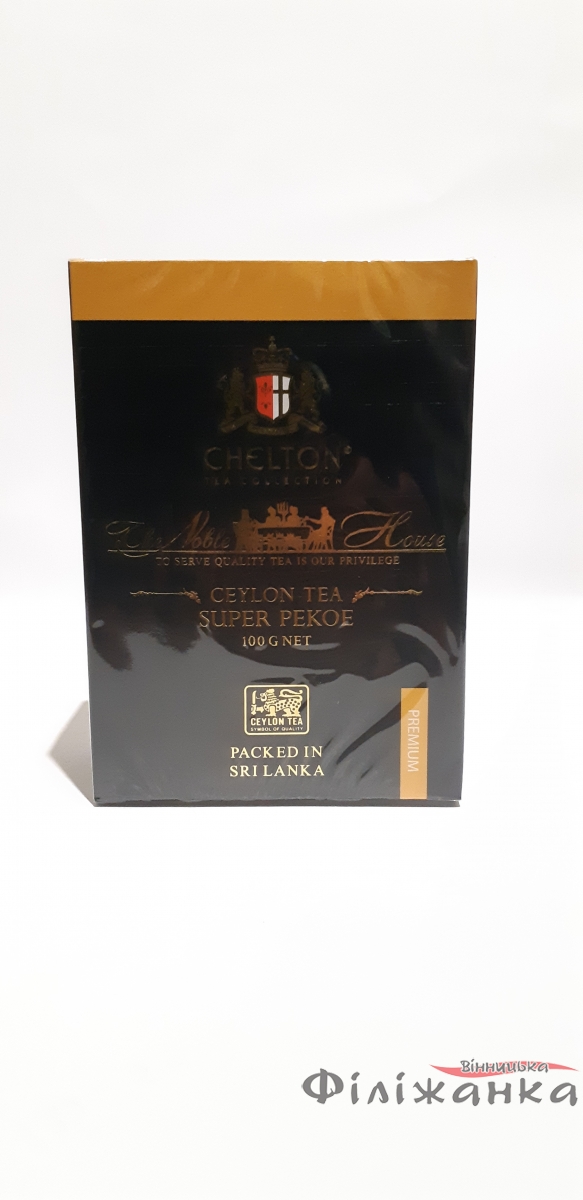 CHELTON®
TEA COLLECTION
The Noble House
TO SERVE QUALITY TEA IS OUR PRIVILEGE
CEYLON TEA
SUPER PEKOE
100 G NET
CEYLON TEA
SYMBOL OF QUALITY
PREMIUM
PACKED IN
SRI LANKA
Вінницька
Філіжанка